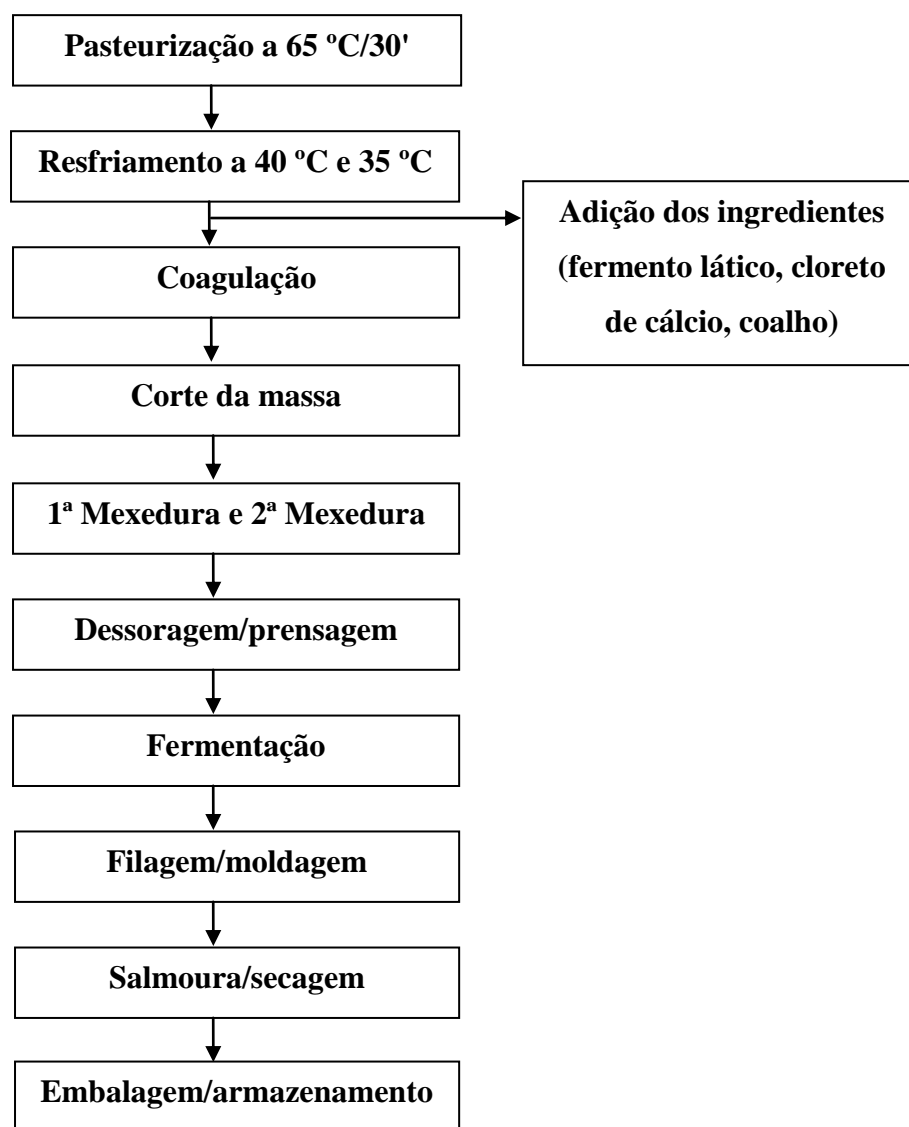 Pasteurização a 65 ºC/30'
Resfriamento a 40 ºC e 35 ºC
Adição dos ingredientes
(fermento lático, cloreto
de cálcio, coalho)
Coagulação
Corte da massa
1ª Mexedura e 2ª Mexedura
Dessoragem/prensagem
Fermentação
Filagem/moldagem
Salmoura/secagem
Embalagem/armazenamento